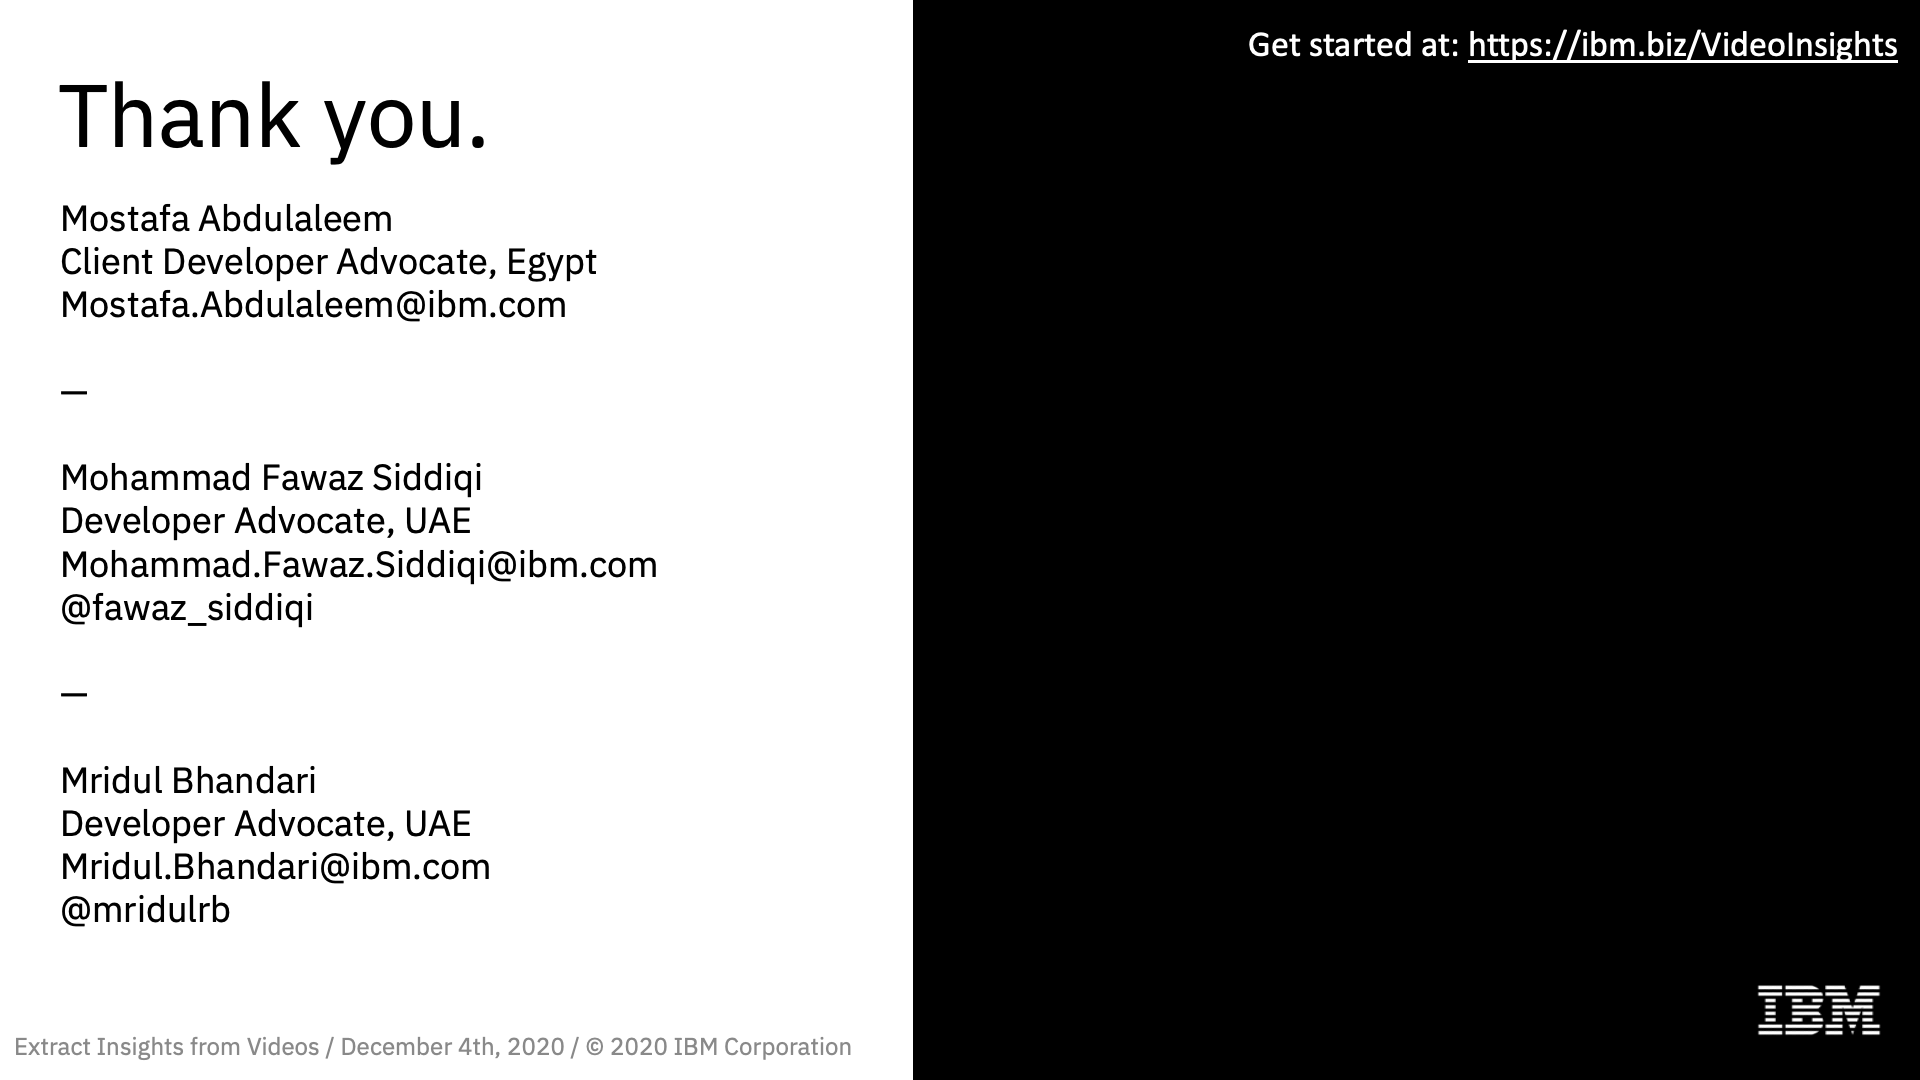 Get started at: https://ibm.biz/VideoInsights
Thank you.
Mostafa Abdulaleem
Client Developer Advocate, Egypt
Mostafa.Abdulaleem@ibm.com
—
Mohammad Fawaz Siddiqi
Developer Advocate, UAE
Mohammad.Fawaz.Siddiqi@ibm.com
@fawaz_siddiqi
—
Mridul Bhandari
Developer Advocate, UAE
Mridul.Bhandari@ibm.com
@mridulrb
IBM
Extract Insights from Videos / December 4th, 2020 / © 2020 IBM Corporation